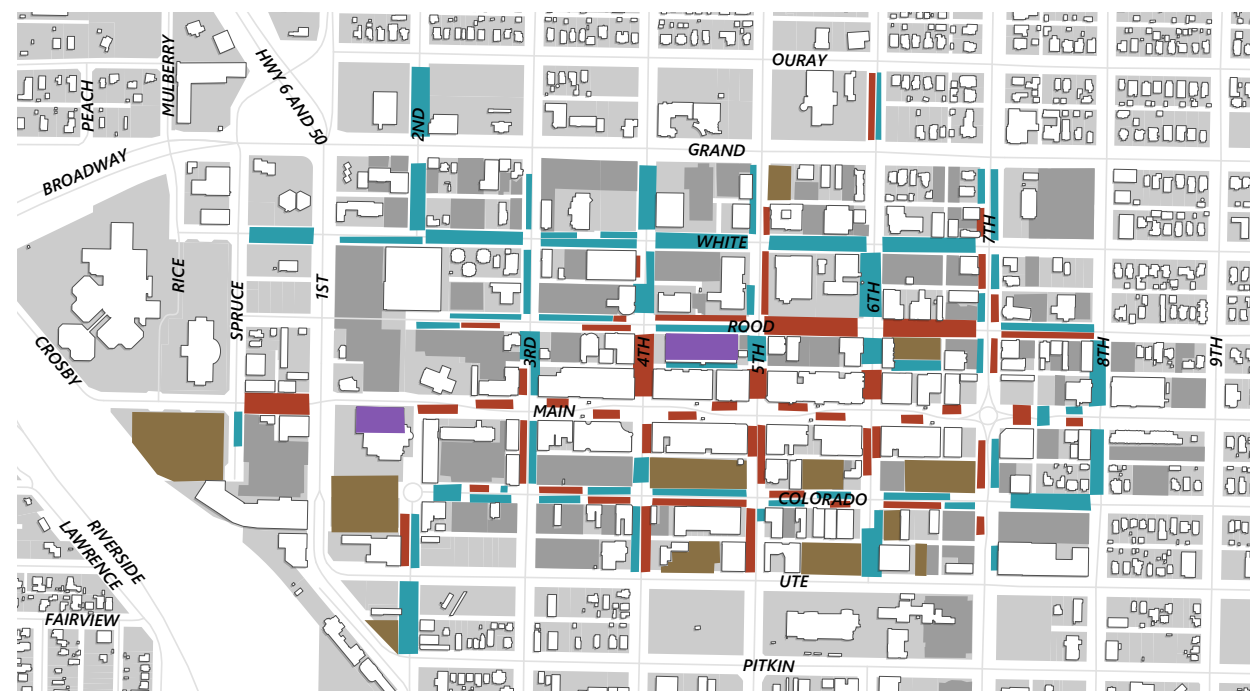 MULBERRY
HWY 6 AND 50
OURAY
PEACH
2ND
GRAND
BROADWAY
7TH
WHITE
RICE
1ST
SPRUCE
6TH
ROOD
3RD
4TH
5TH
8TH
9TH
CROSBY
MAIN
COLORADO
RIVERSIDE
LAWRENCE
UTE
FAIRVIEW
PITKIN